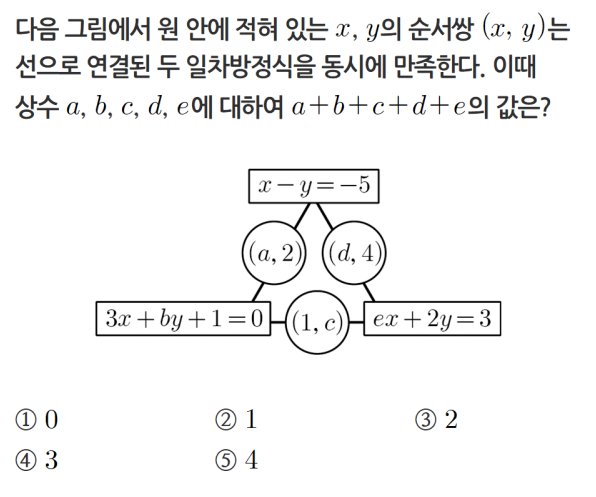 다음 그림에서 원 안에 적혀 있는 x, y의 순서쌍 (x, y)는
선으로 연결된 두 일차방정식을 동시에 만족한다. 이때
상수 a, b, c, d, e에 대하여 a+b+c+d+e의 값은?
x-y=-5
(a, 2) (d, 4)
3x+by+1=0 (1, c) ex+2y=3
① 0 ② 1 ③ 2
④ 3 ⑤ 4